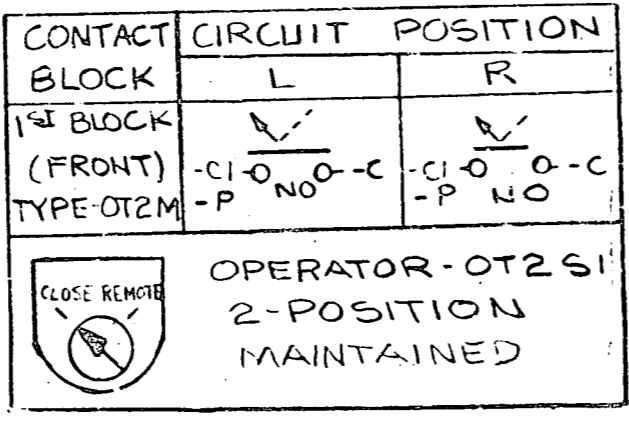 CONTACT BLOCK
CIRCUIT POSITION
L
R
1ST BLOCK
(FRONT)
TYPE-OT2M
-C1 -C
-P NO
-C1 -C
-P NO
CLOSE REMOTE
OPERATOR-OT2S1
2-POSITION
MAINTAINED